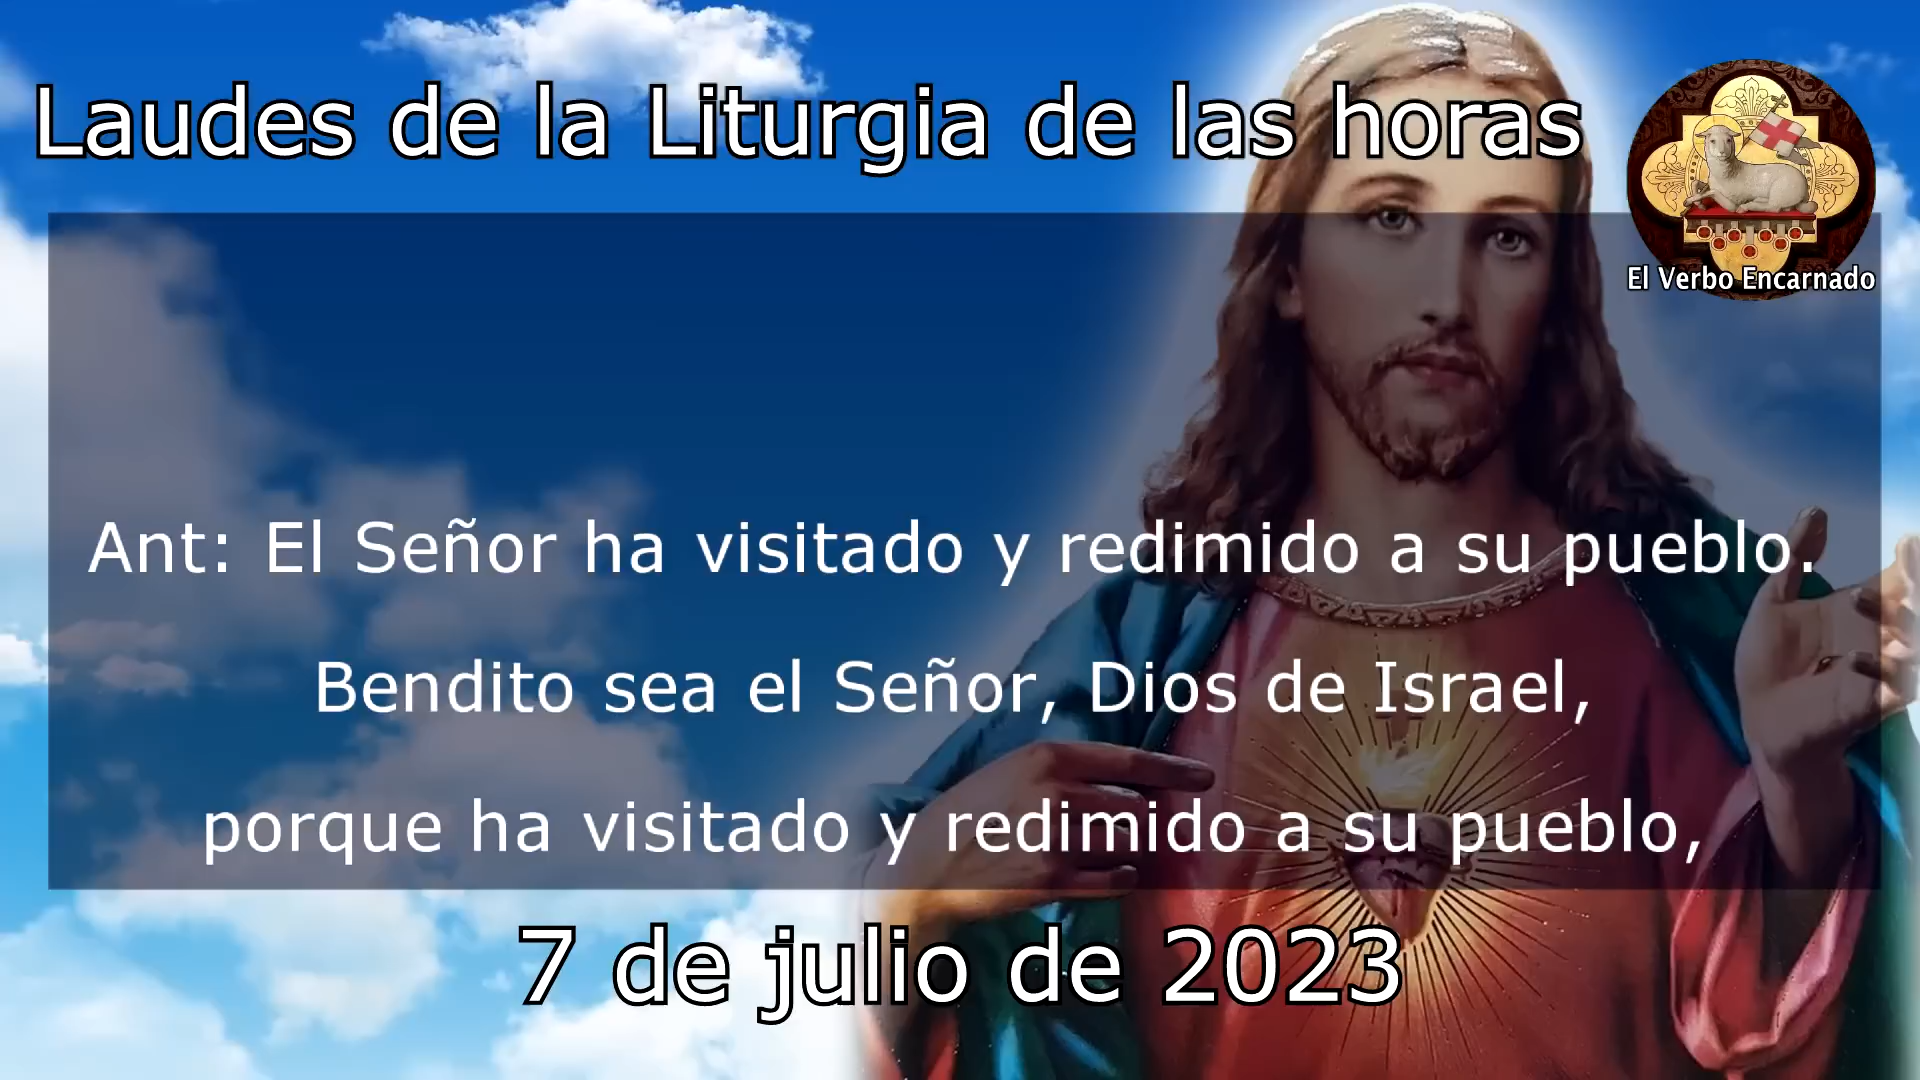 Laudes de la Liturgia de las horas
El Verbo Encarnado
Ant: El Señor ha visitado y redimido a su pueblo.
Bendito sea el Señor, Dios de Israel,
porque ha visitado y redimido a su pueblo,
7 de julio de 2023